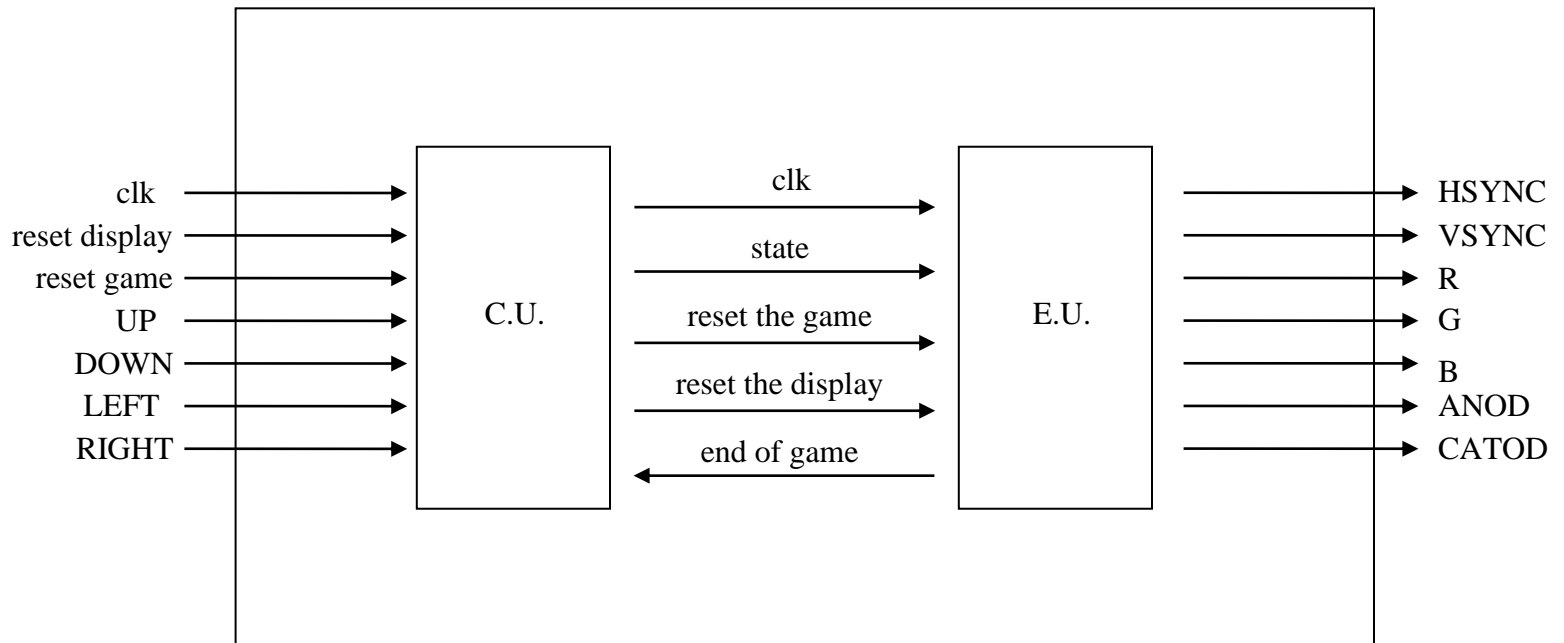 clk
reset display
reset game
UP
DOWN
LEFT
RIGHT
C.U.
clk
state
reset the game
reset the display
end of game
E.U.
HSYNC
VSYNC
R
G
B
ANOD
CATOD